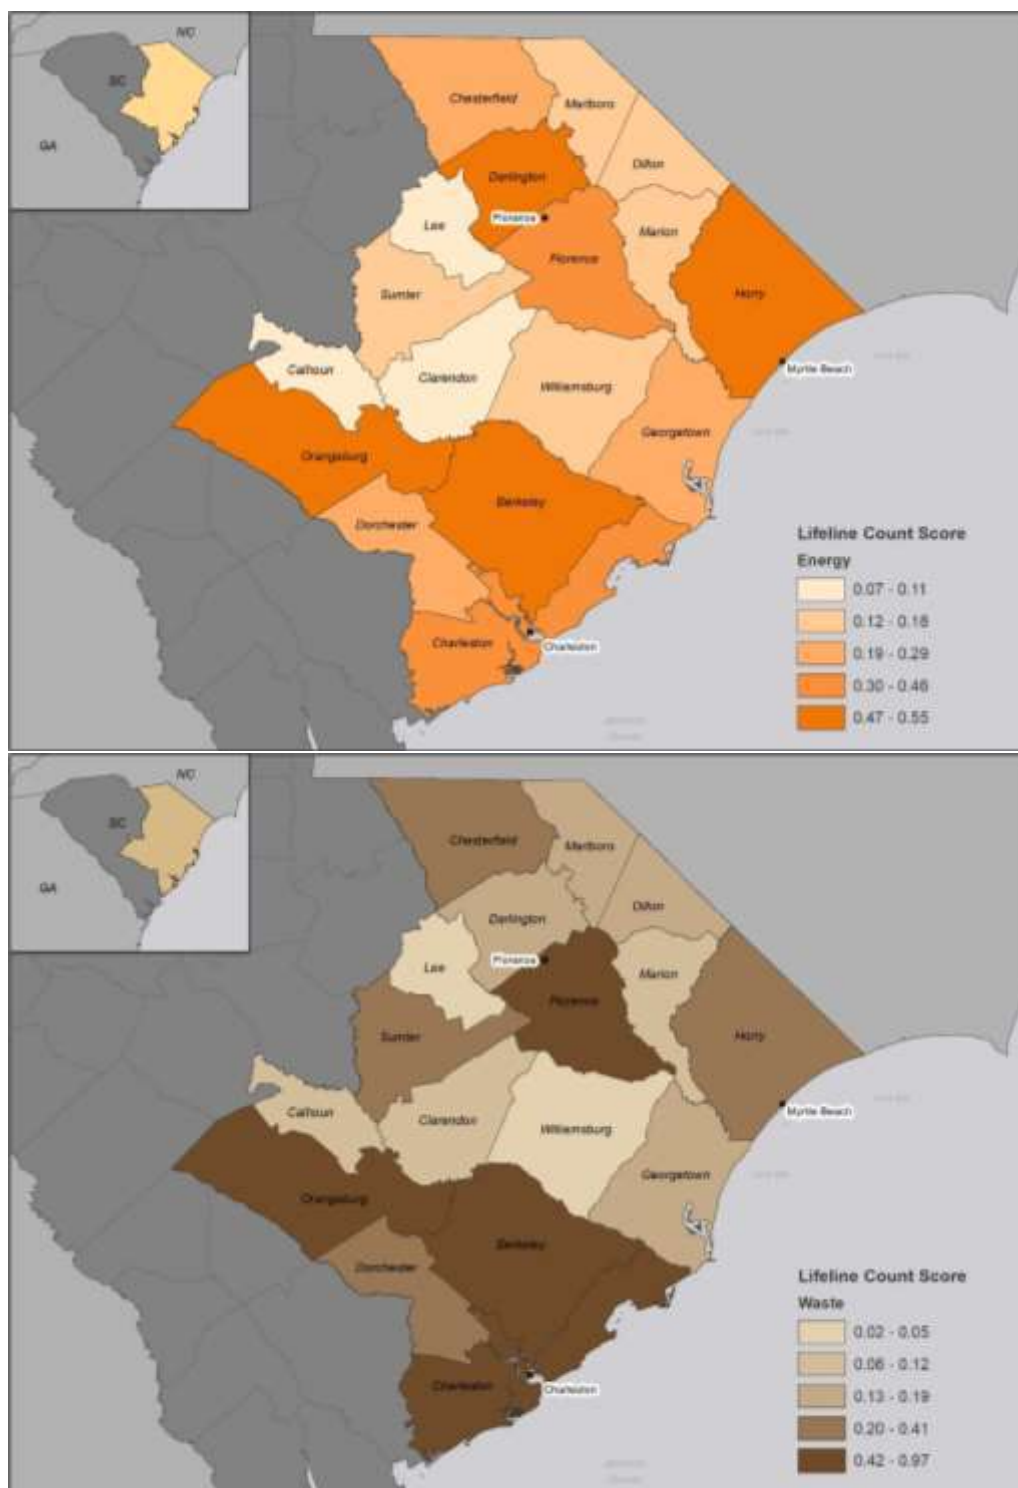 NC
SC
GA
Chesterfield
Marlboro
Dillon
Darlington
Lee
Florence
Marion
Florence
Sumter
Horry
Calhoun
Clarendon
Williamsburg
Myrtle Beach
Georgetown
Orangeburg
Berkeley
Dorchester
Charleston
Charleston
Lifeline Count Score
Energy
0.07 - 0.11
0.12 - 0.18
0.19 - 0.29
0.30 - 0.46
0.47 - 0.55
NC
SC
GA
Chesterfield
Marlboro
Dillon
Darlington
Florence
Lee
Marion
Florence
Sumter
Horry
Calhoun
Clarendon
Williamsburg
Myrtle Beach
Georgetown
Orangeburg
Berkeley
Dorchester
Charleston
Charleston
Lifeline Count Score
Waste
0.02 - 0.05
0.06 - 0.12
0.13 - 0.19
0.20 - 0.41
0.42 - 0.97